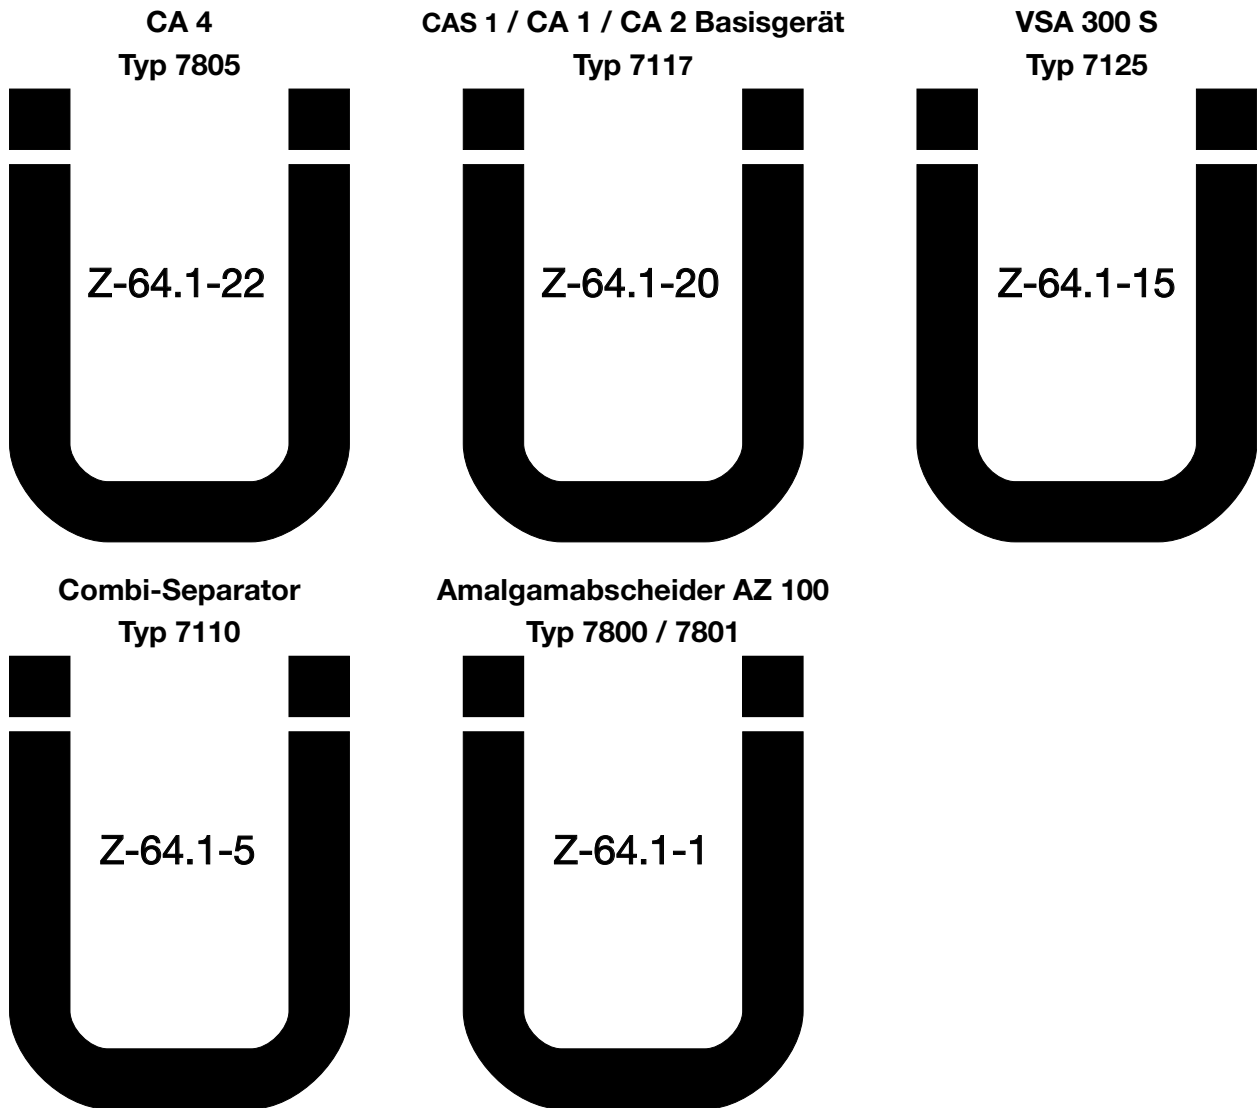 CA 4
Typ 7805
Z-64.1-22
CAS 1 / CA 1 / CA 2 Basisgerät
Typ 7117
Z-64.1-20
VSA 300 S
Typ 7125
Z-64.1-15
Combi-Separator
Typ 7110
Z-64.1-5
Amalgamabscheider AZ 100
Typ 7800 / 7801
Z-64.1-1